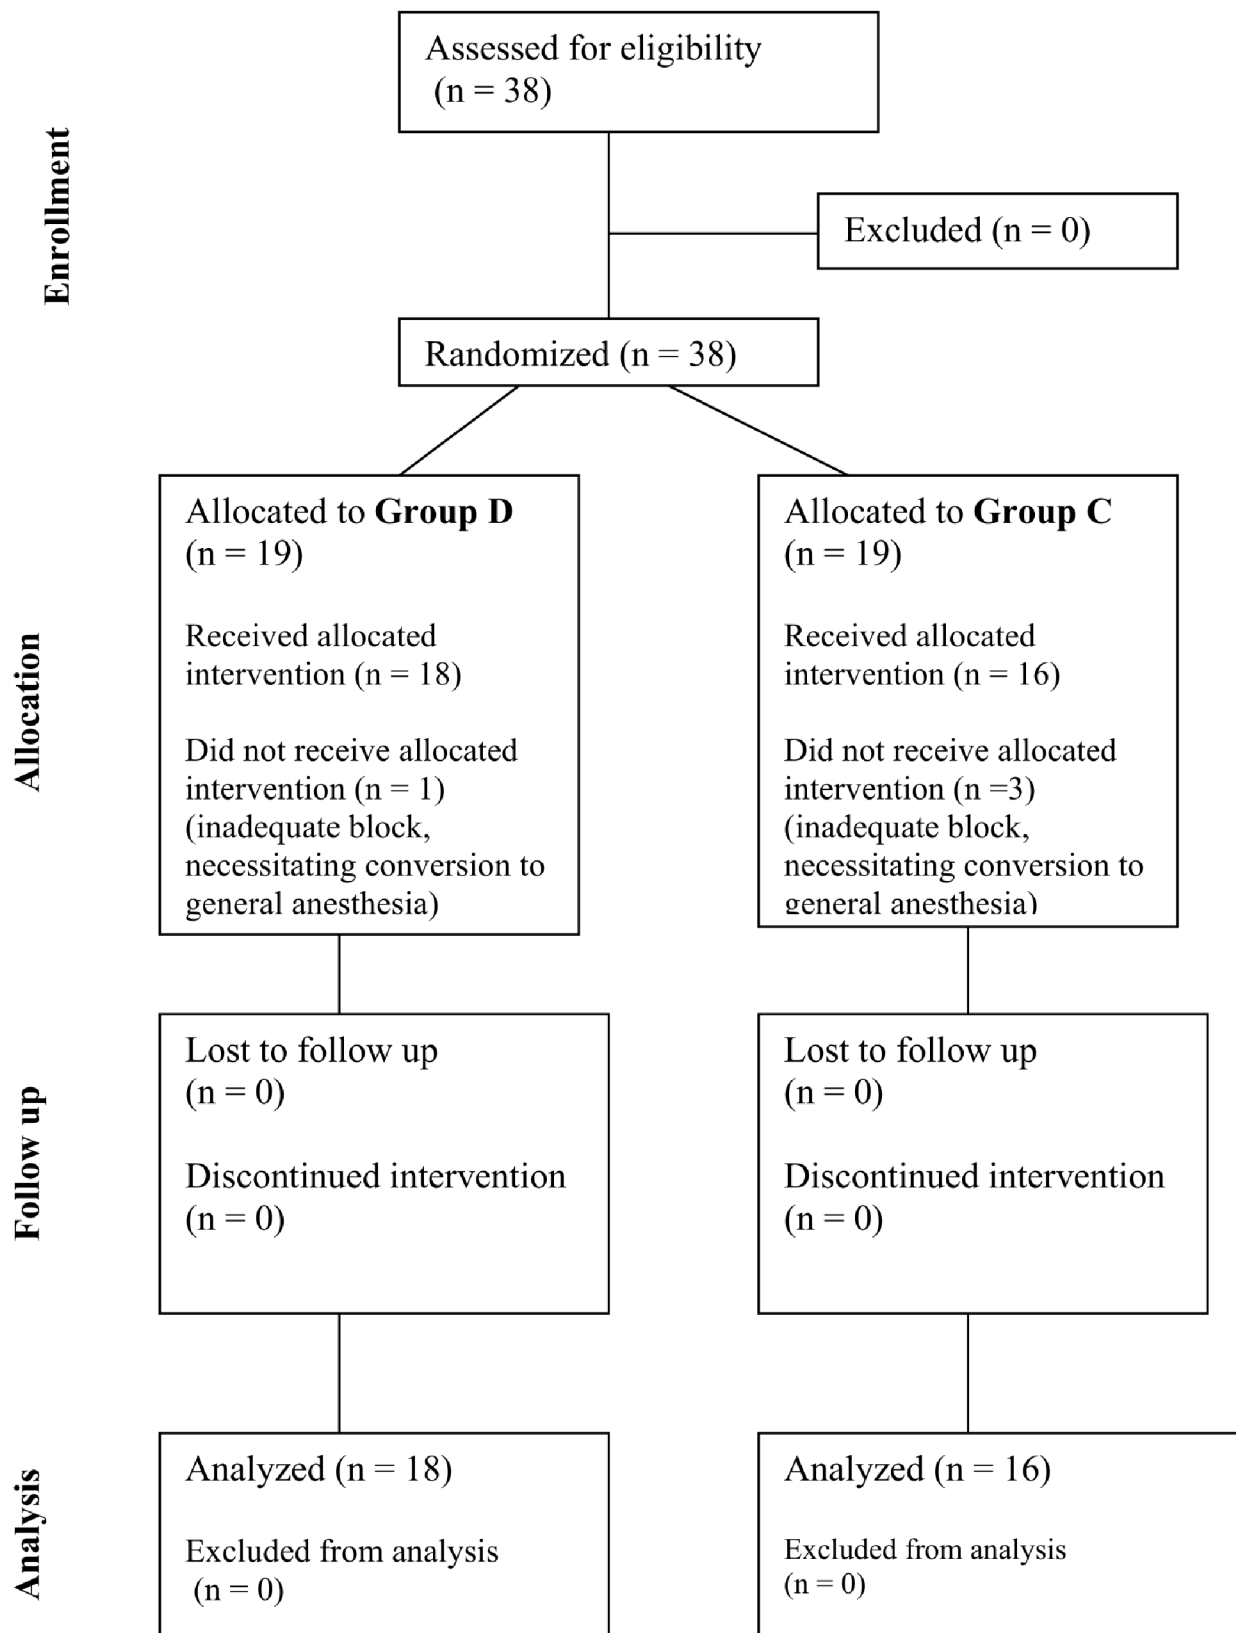 Enrollment
Assessed for eligibility
(n = 38)
Excluded (n = 0)
Randomized (n = 38)
Allocation
Allocated to Group D
(n = 19)
Received allocated
intervention (n = 18)
Did not receive allocated
intervention (n = 1)
(inadequate block,
necessitating conversion to
general anesthesia)
Allocated to Group C
(n = 19)
Received allocated
intervention (n = 16)
Did not receive allocated
intervention (n =3)
(inadequate block,
necessitating conversion to
general anesthesia)
Follow up
Lost to follow up
(n = 0)
Discontinued intervention
(n = 0)
Lost to follow up
(n = 0)
Discontinued intervention
(n = 0)
Analysis
Analyzed (n = 18)
Excluded from analysis
(n = 0)
Analyzed (n = 16)
Excluded from analysis
(n = 0)